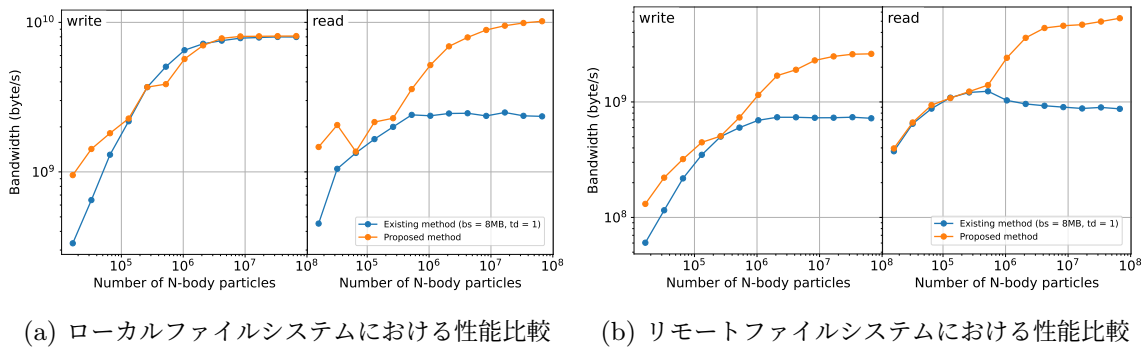 write
read
10^10
10^9
Bandwidth (byte/s)
10^5 10^6 10^7 10^8 10^5 10^6 10^7 10^8
Number of N-body particles Number of N-body particles
Existing method (bs = 8MB, td = 1)
Proposed method
(a) ローカルファイルシステムにおける性能比較
write
read
10^9
10^8
Bandwidth (byte/s)
10^5 10^6 10^7 10^8 10^5 10^6 10^7 10^8
Number of N-body particles Number of N-body particles
Existing method (bs = 8MB, td = 1)
Proposed method
(b) リモートファイルシステムにおける性能比較